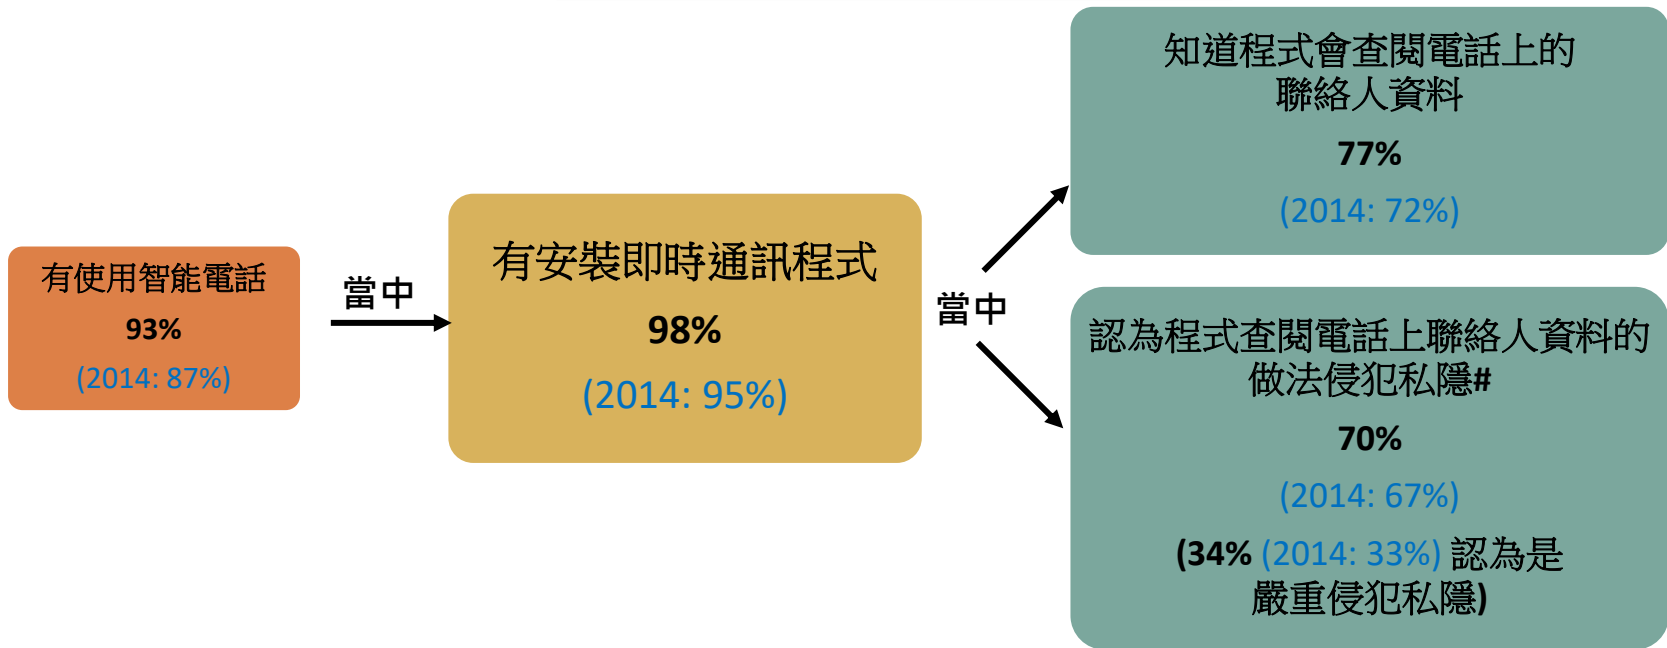 有使用智能電話
93%
(2014: 87%)
當中
有安裝即時通訊程式
98%
(2014: 95%)
當中
知道程式會查閱電話上的
聯絡人資料
77%
(2014: 72%)
認為程式查閱電話上聯絡人資料的
做法侵犯私隱#
70%
(2014: 67%)
(34% (2014: 33%) 認為是
嚴重侵犯私隱)